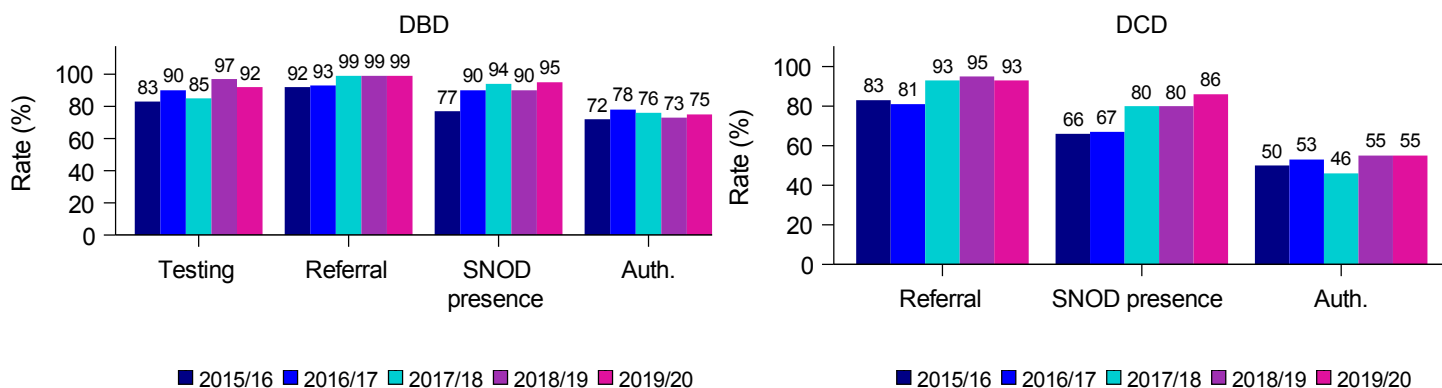 DBD
Rate (%)
100
80
60
40
20
0
83 90 85 97 92
92 93 99 99 99
77 90 94 90 95
72 78 76 73 75
Testing
Referral
SNOD
presence
Auth.
2015/16 2016/17 2017/18 2018/19 2019/20
DCD
Rate (%)
100
80
60
40
20
0
83 81 93 95 93
66 67 80 80 86
50 53 46 55 55
Referral
SNOD presence
Auth.
2015/16 2016/17 2017/18 2018/19 2019/20